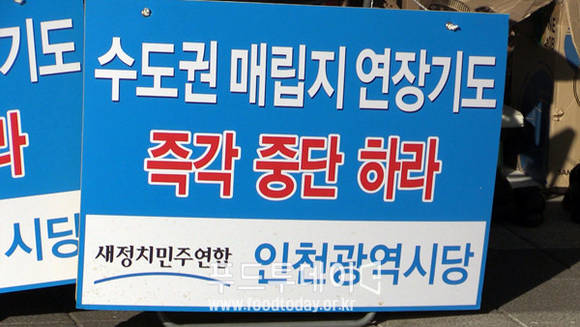 수도권 매립지 연장기도
즉각 중단 하라
새정치민주연합 인천광역시당
푸드투데이
www.foodtoday.or.kr
기도
라
시당